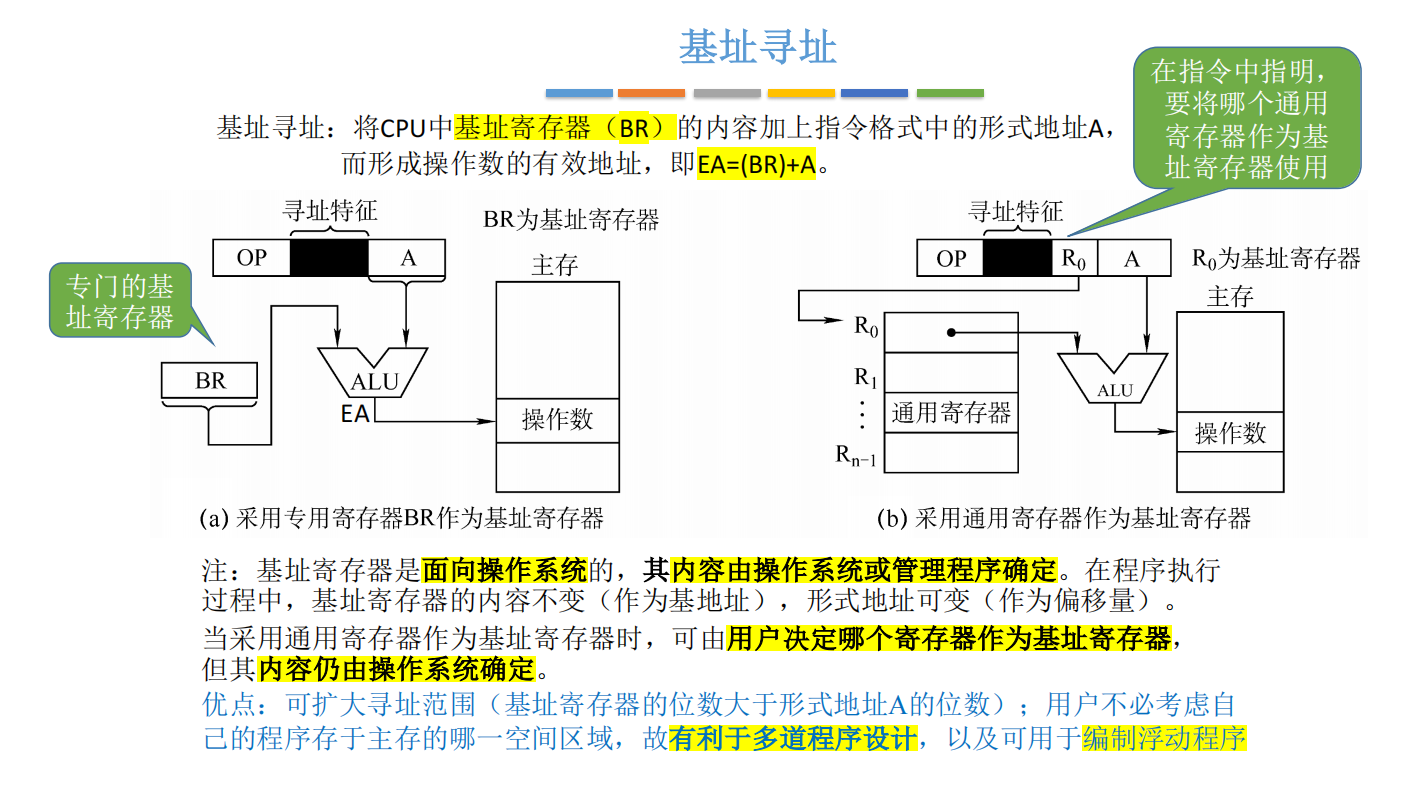 基址寻址
基址寻址：将CPU中基址寄存器（BR）的内容加上指令格式中的形式地址A，
而形成操作数的有效地址，即EA=(BR)+A。
在指令中指明，
要将哪个通用
寄存器作为基
址寄存器使用
寻址特征
BR为基址寄存器
OP
A
主存
专门的基
址寄存器
BR
ALU
EA
操作数
(a) 采用专用寄存器BR作为基址寄存器
寻址特征
OP
R0
A
R0为基址寄存器
主存
R0
R1
⋮
通用寄存器
Rn−1
ALU
操作数
(b) 采用通用寄存器作为基址寄存器
注：基址寄存器是面向操作系统的，其内容由操作系统或管理程序确定。在程序执行
过程中，基址寄存器的内容不变（作为基地址），形式地址可变（作为偏移量）。
当采用通用寄存器作为基址寄存器时，可由用户决定哪个寄存器作为基址寄存器，
但其内容仍由操作系统确定。
优点：可扩大寻址范围（基址寄存器的位数大于形式地址A的位数）；用户不必考虑自
己的程序存于主存的哪一空间区域，故有利于多道程序设计，以及可用于编制浮动程序